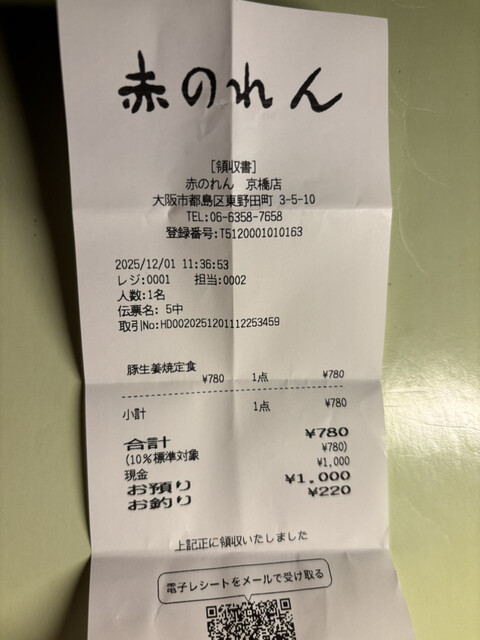 赤のれん
[領収書]
赤のれん 京橋店
大阪市都島区東野田町 3-5-10
TEL:06-6358-7658
登録番号:T5120001010163
2025/12/01 11:36:53
レジ:0001 担当:0002
人数:1名
伝票名: 5中
取引No:HD0020251201112253459
豚生姜焼定食
¥780 1点 ¥780
小計 1点 ¥780
合計 ¥780
(10%標準対象 ¥780)
現金 ¥1,000
お預り ¥1,000
お釣り ¥220
上記正に領収いたしました
電子レシートをメールで受け取る